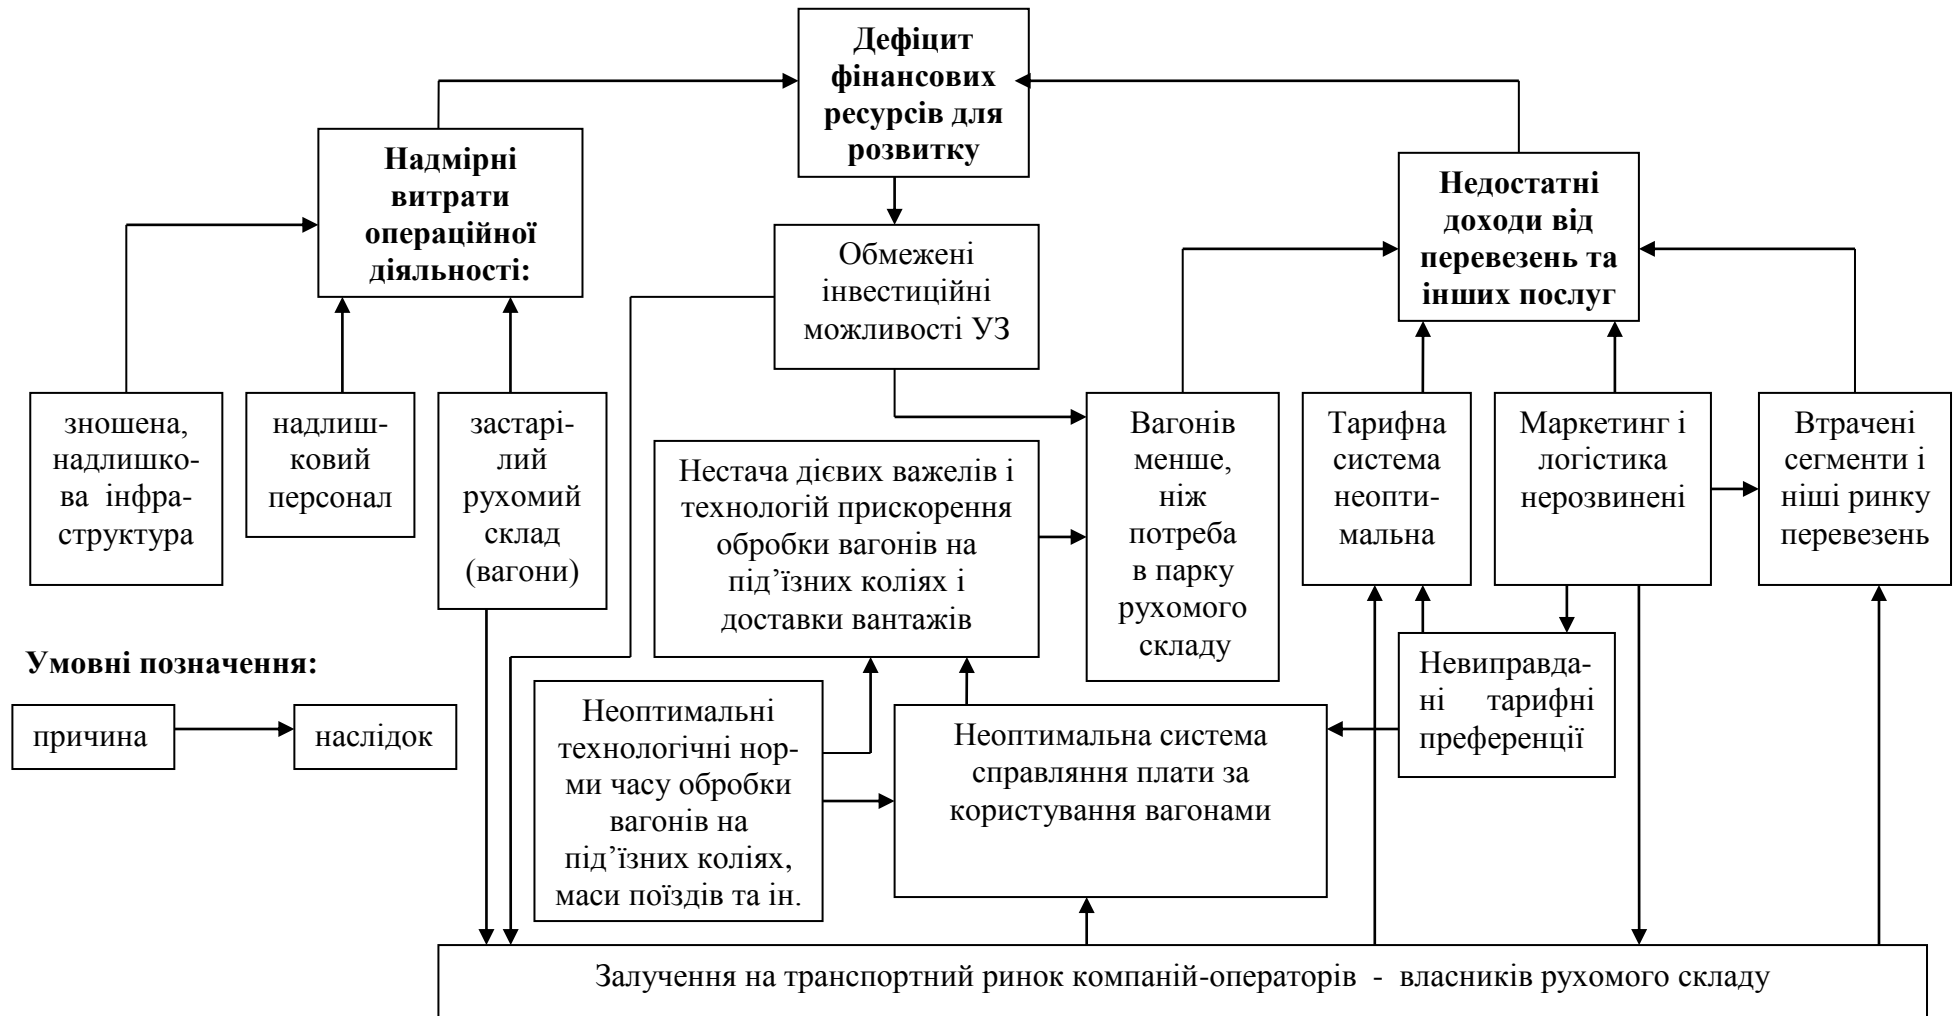 Дефіцит
фінансових
ресурсів для
розвитку
Надмірні
витрати
операційної
діяльності:
Недостатні
доходи від
перевезень та
інших послуг
Обмежені
інвестиційні
можливості УЗ
зношена,
надлишко-
ва інфра-
структура
надлиш-
ковий
персонал
застарі-
лий
рухомий
склад
(вагони)
Нестача дієвих важелів і
технологій прискорення
обробки вагонів на
під’їзних коліях і
доставки вантажів
Вагонів
менше,
ніж
потреба
в парку
рухомого
складу
Тарифна
система
неопти-
мальна
Маркетинг і
логістика
нерозвинені
Втрачені
сегменти і
ніші ринку
перевезень
Умовні позначення:
причина
наслідок
Неоптимальні
технологічні нор-
ми часу обробки
вагонів на
під’їзних коліях,
маси поїздів та ін.
Неоптимальна система
справляння плати за
користування вагонами
Невиправда-
ні тарифні
преференції
Залучення на транспортний ринок компаній-операторів - власників рухомого складу